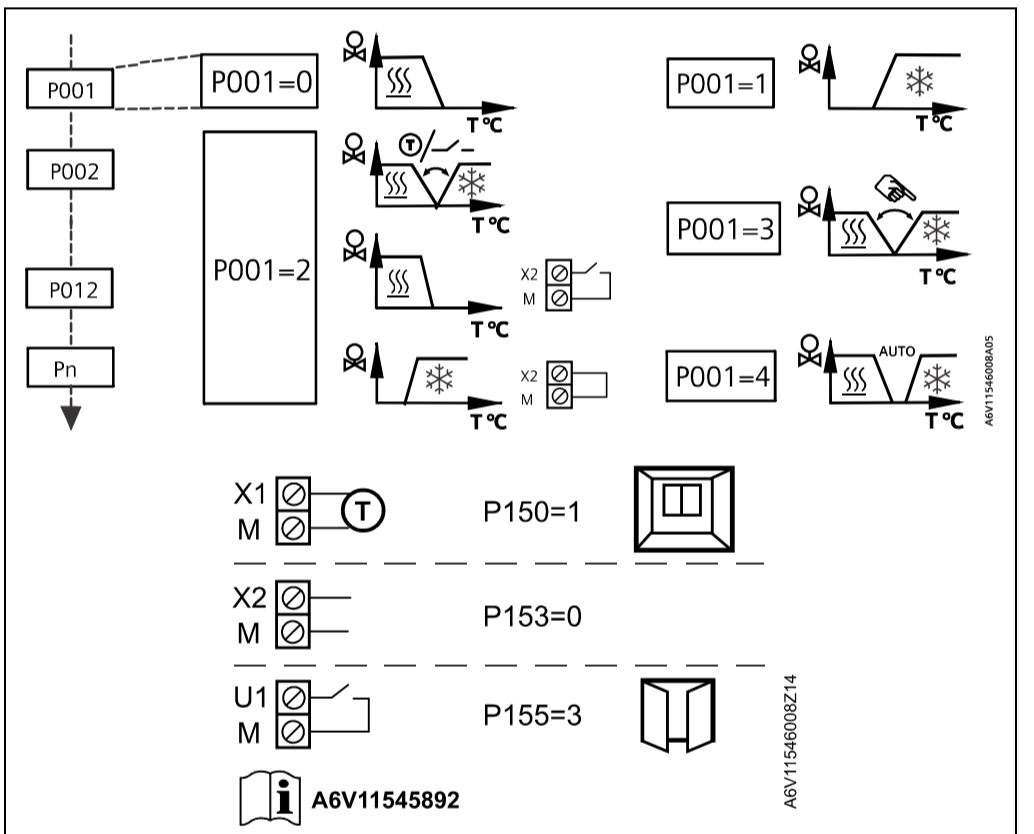 P001
P002
P012
Pn
P001=0
T °C
P001=2
T / 
T °C
X2
M
T °C
X2
M
T °C
P001=1
T °C
P001=3
T °C
P001=4
AUTO
T °C
A6V11546008A05
X1
M
T
P150=1
X2
M
P153=0
U1
M
P155=3
A6V11546008Z14
i A6V11545892